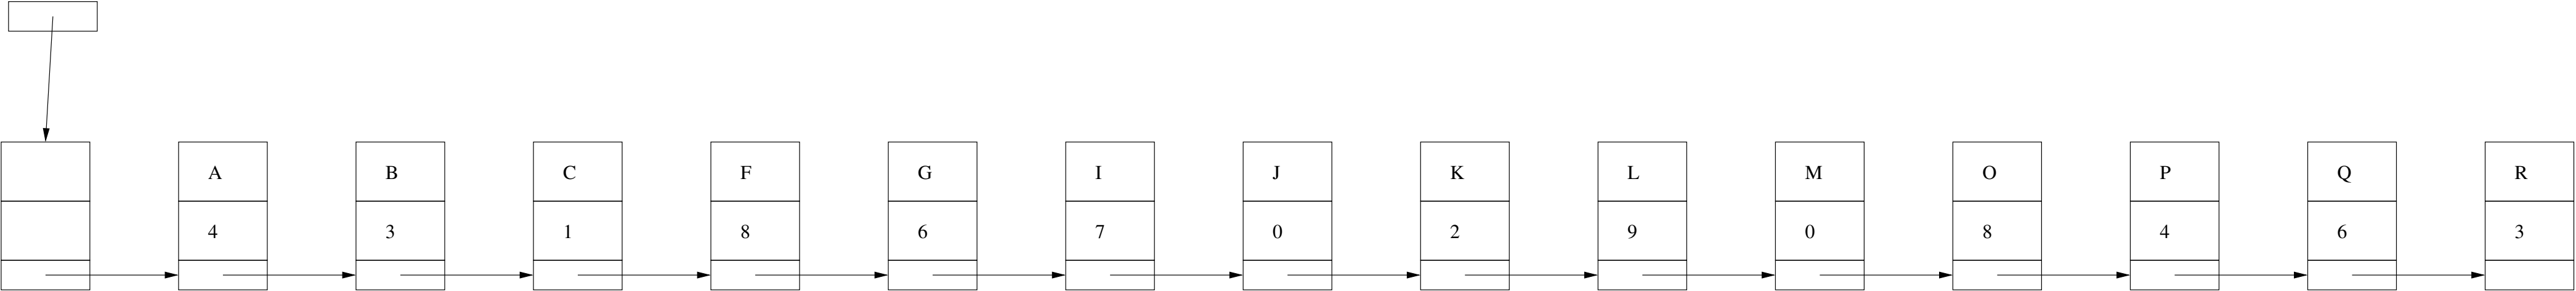 A B C F G I J K L M O P Q R
4 3 1 8 6 7 0 2 9 0 8 4 6 3